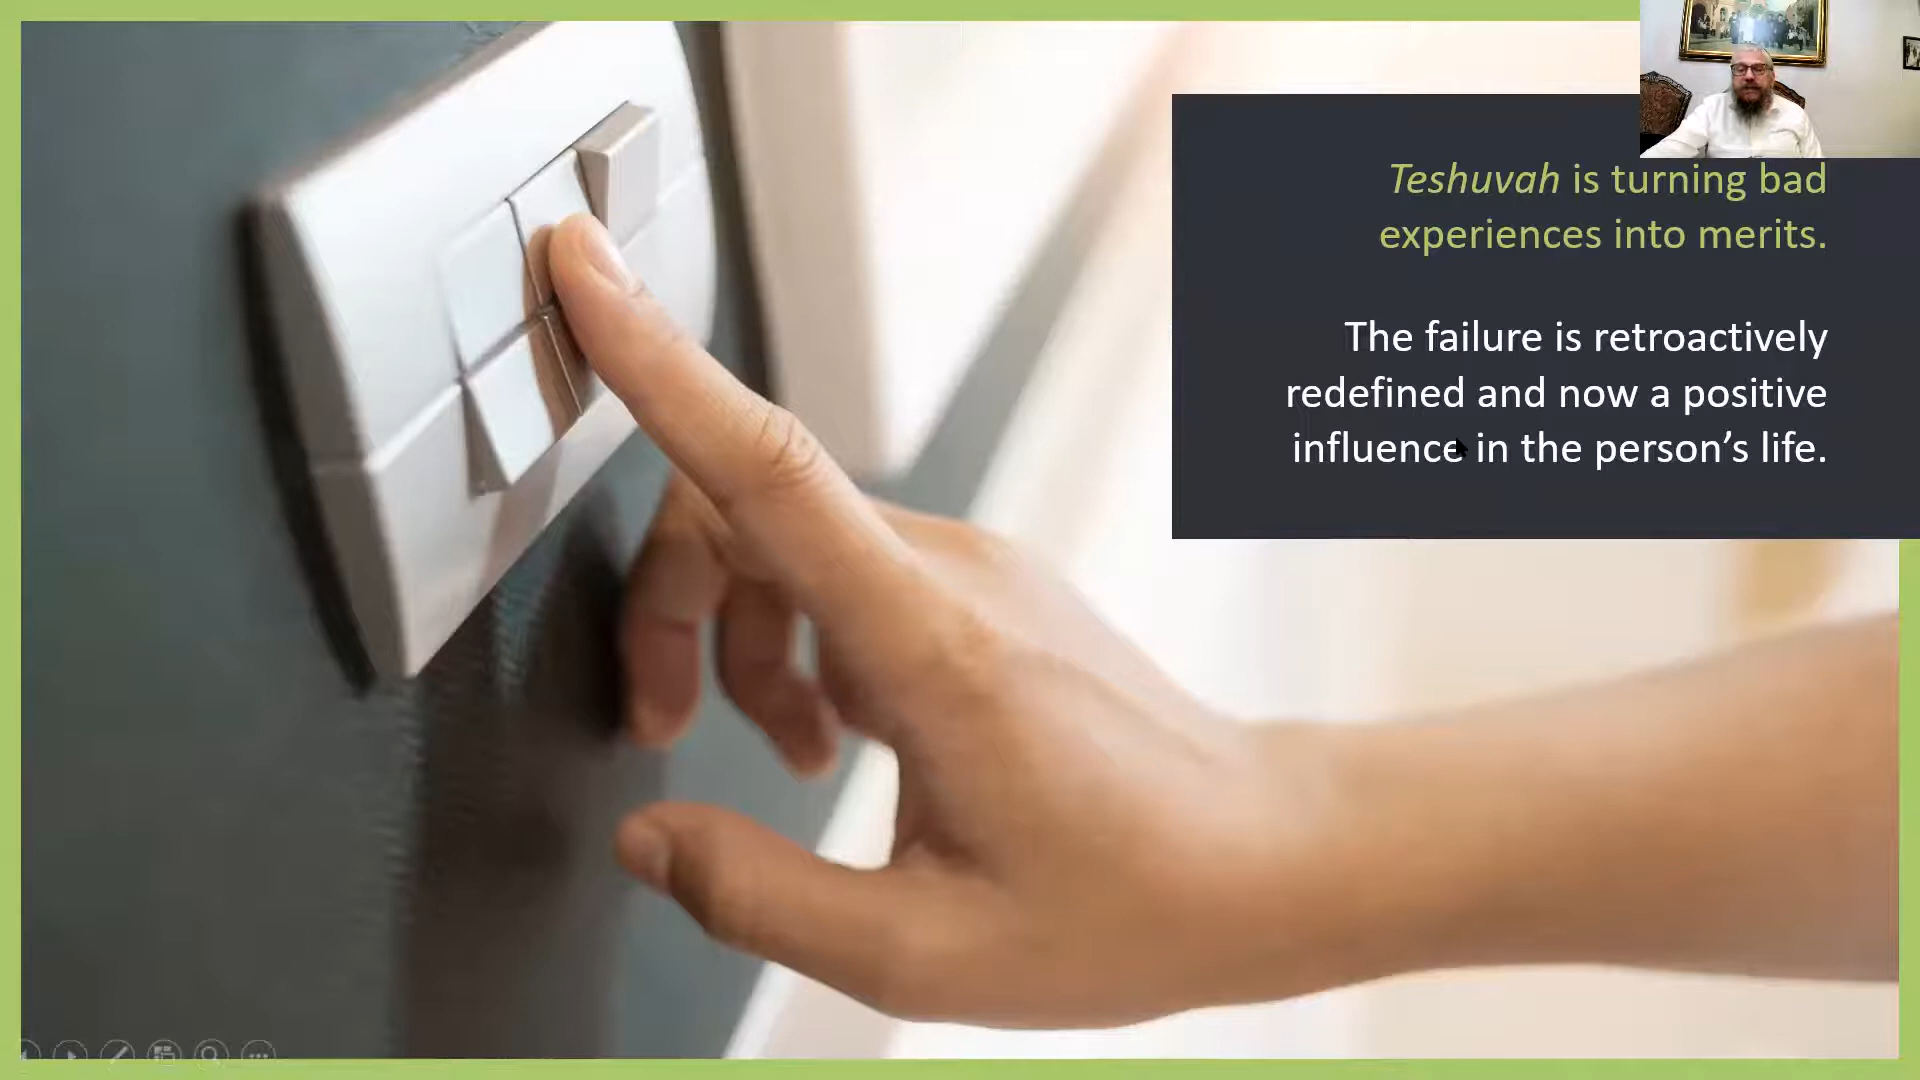 Teshuvah is turning bad
experiences into merits.
The failure is retroactively
redefined and now a positive
influence in the person’s life.